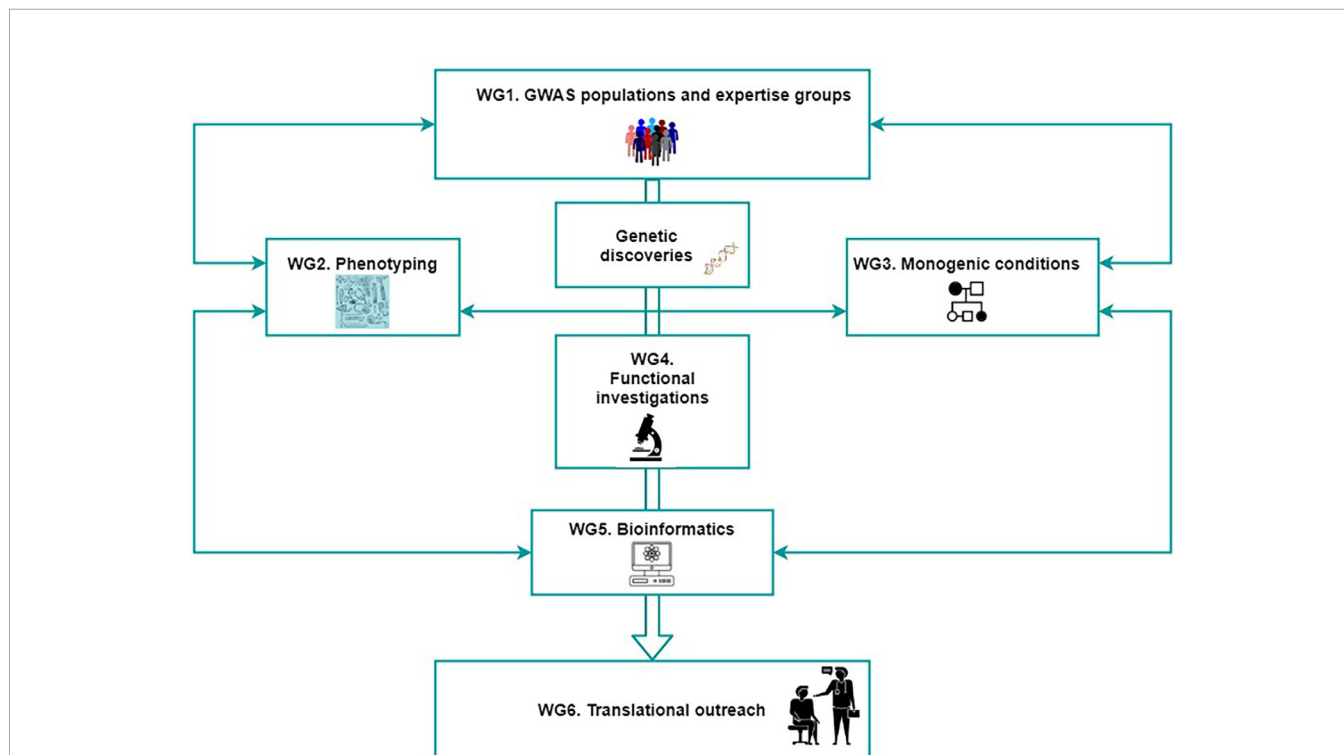 WG1. GWAS populations and expertise groups
Genetic
discoveries
WG2. Phenotyping
WG3. Monogenic conditions
WG4.
Functional
investigations
WG5. Bioinformatics
WG6. Translational outreach